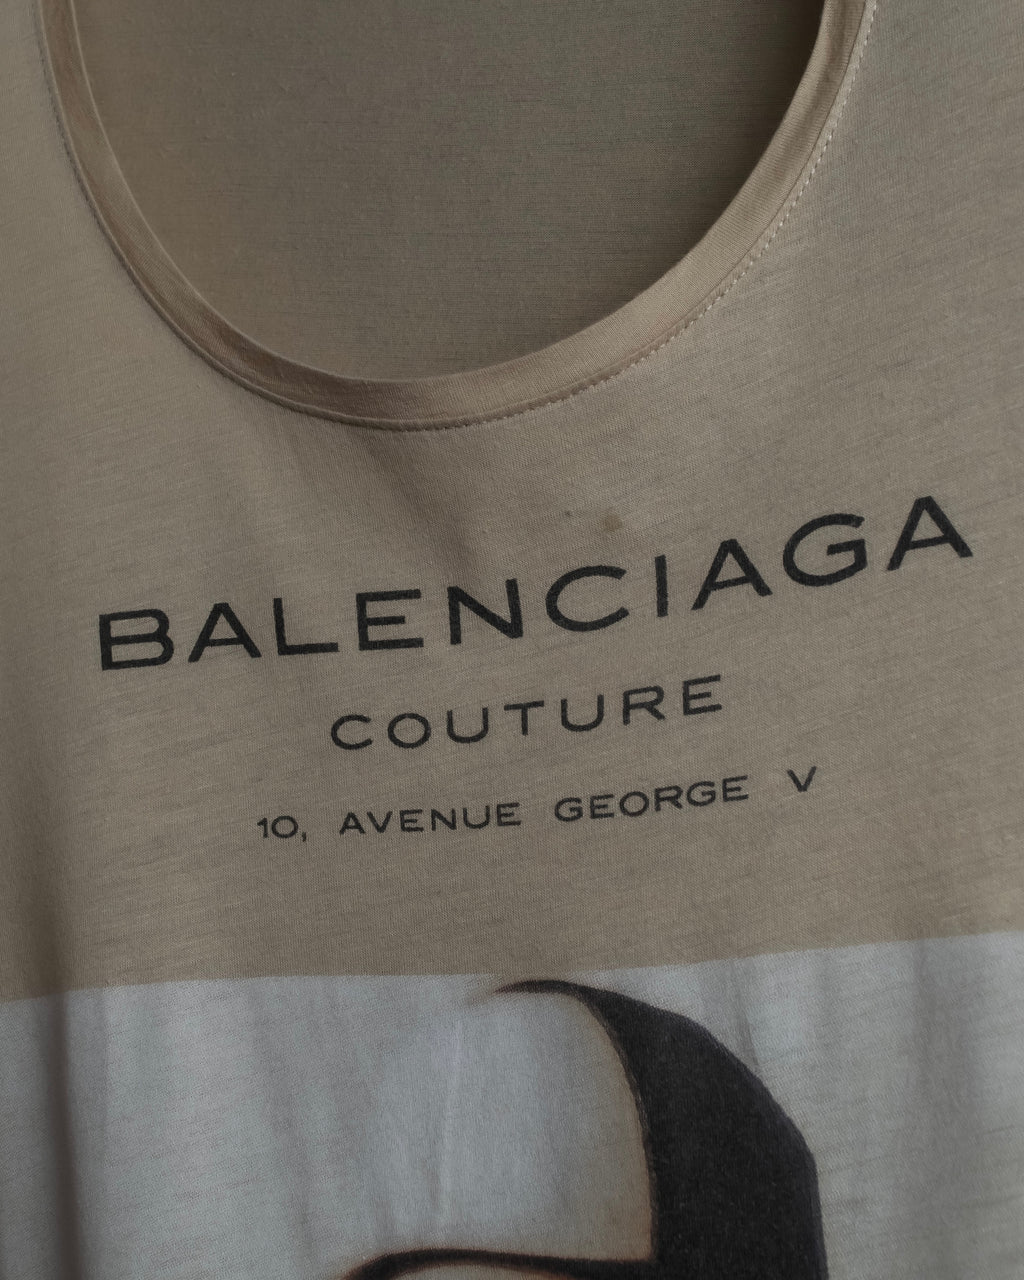 BALENCIAGA
COUTURE
10, AVENUE GEORGE V